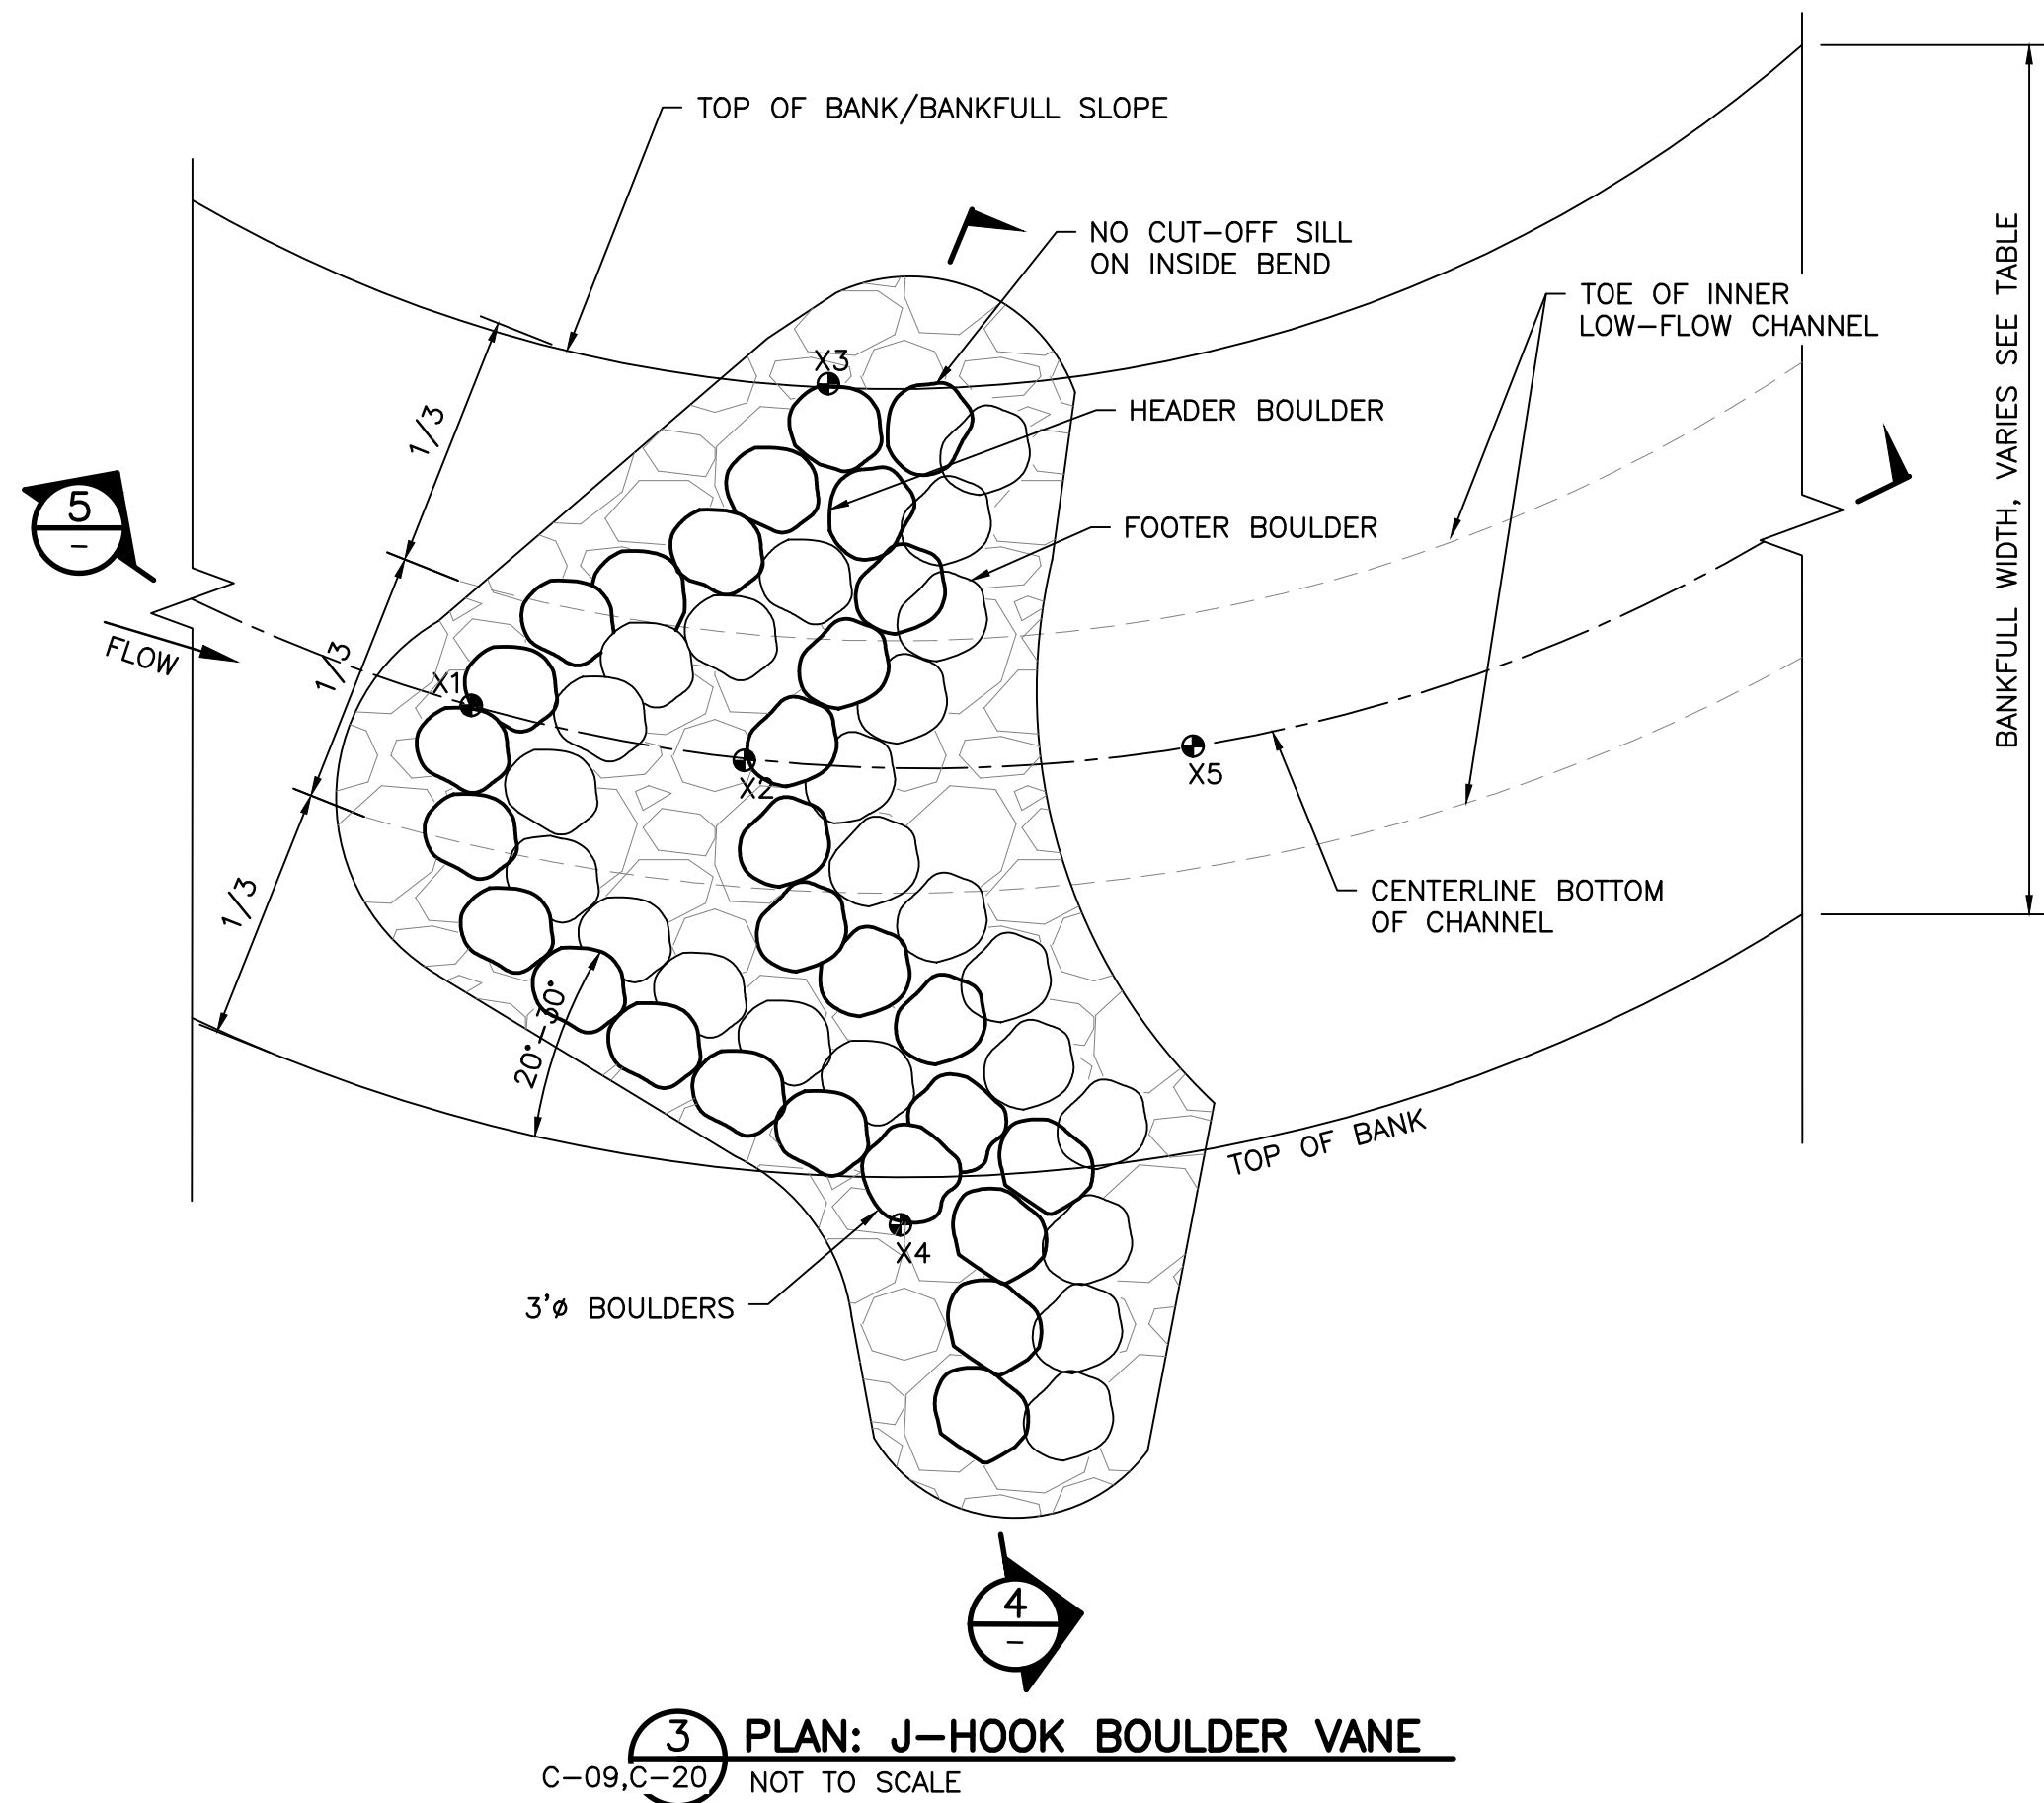 TOP OF BANK/BANKFULL SLOPE
NO CUT-OFF SILL
ON INSIDE BEND
TOE OF INNER
LOW-FLOW CHANNEL
BANKFULL WIDTH, VARIES SEE TABLE
X3
HEADER BOULDER
1/3
5
-
FOOTER BOULDER
FLOW
1/3
X1
X2
X5
1/3
CENTERLINE BOTTOM
OF CHANNEL
20°-30°
TOP OF BANK
X4
3'ø BOULDERS
4
-
3
PLAN: J-HOOK BOULDER VANE
C-09,C-20
NOT TO SCALE